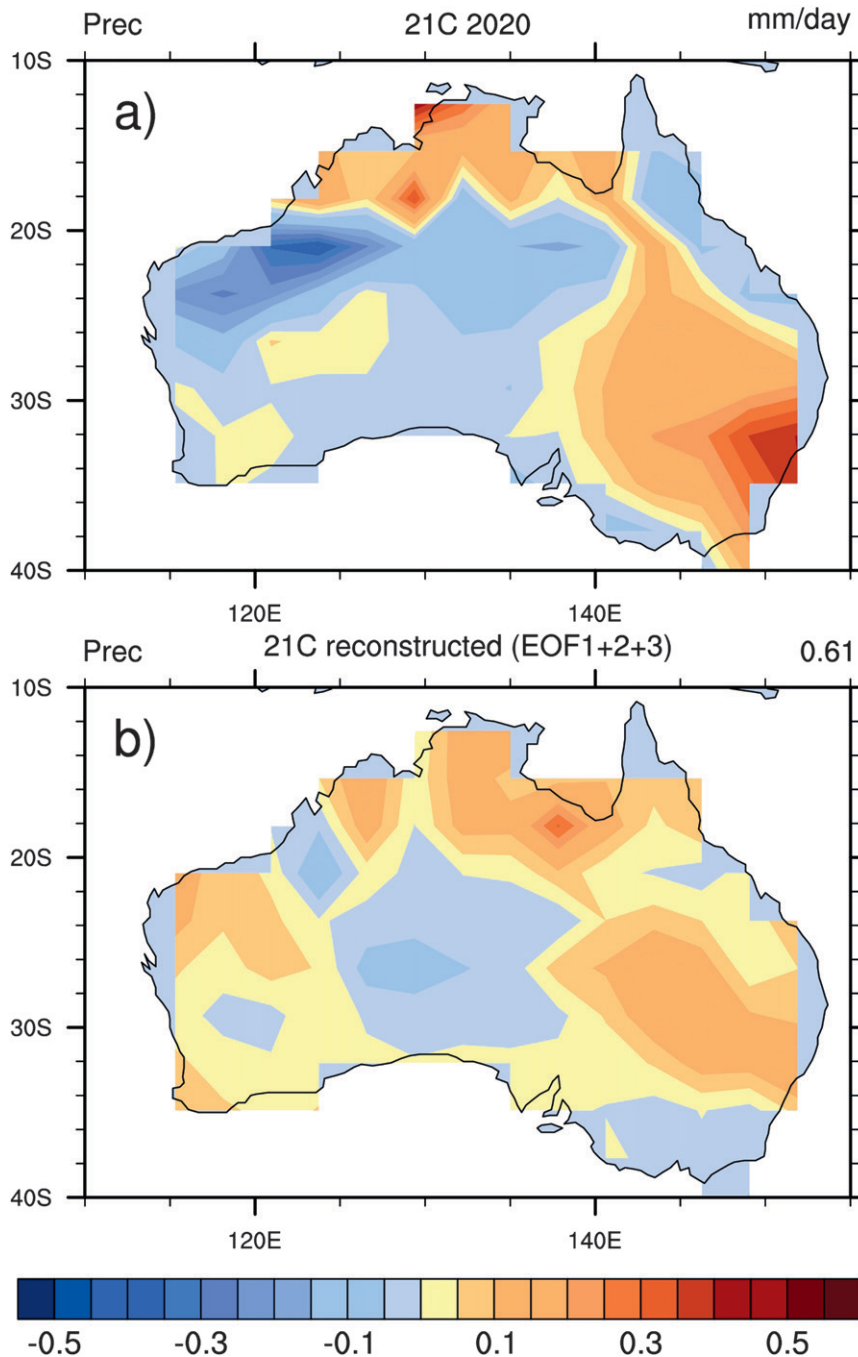 Prec 21C 2020 mm/day
a)
10S
20S
30S
40S
120E 140E
Prec 21C reconstructed (EOF1+2+3) 0.61
b)
10S
20S
30S
40S
120E 140E
-0.5 -0.3 -0.1 0.1 0.3 0.5